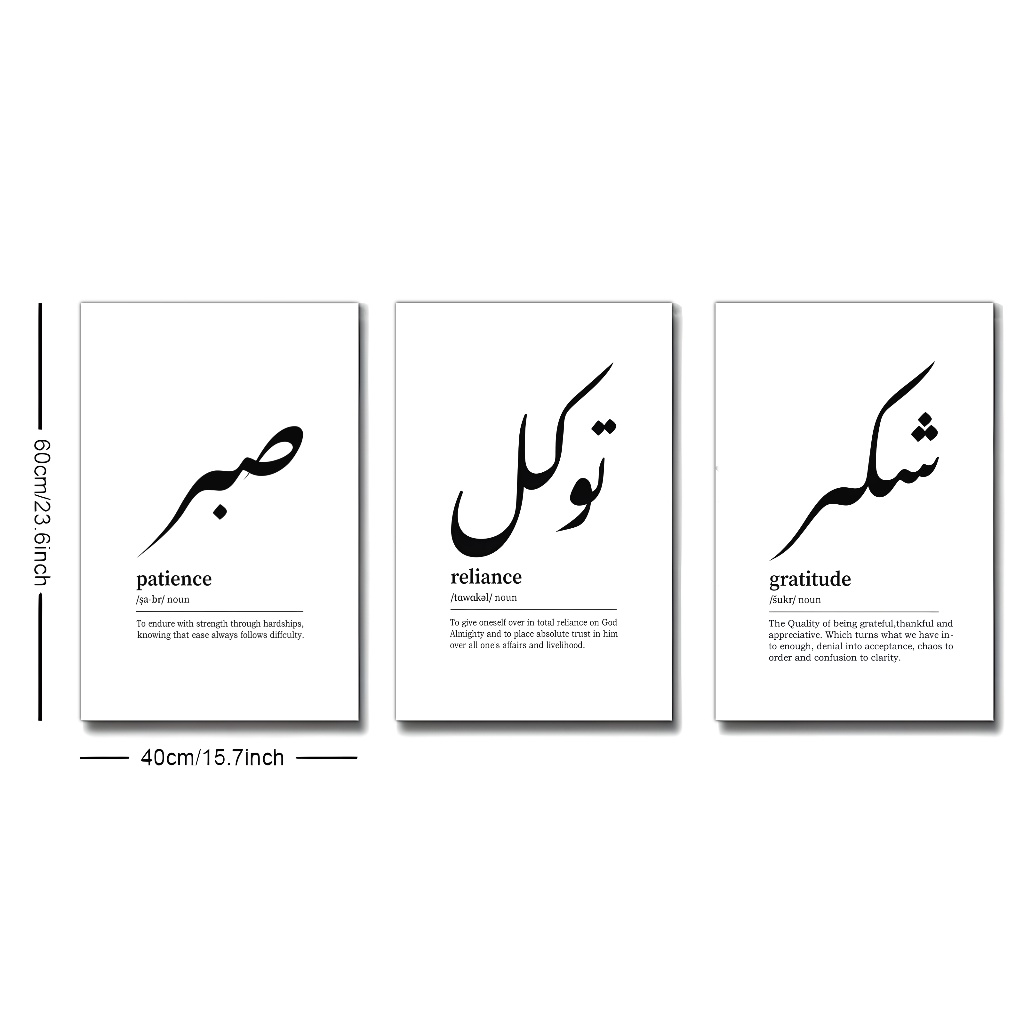 صبر
patience
/ṣa-br/ noun
To endure with strength through hardships,
knowing that ease always follows diffculty.
توكل
reliance
/tawakəl/ noun
To give oneself over in total reliance on God
Almighty and to place absolute trust in him
over all one's affairs and livelihood.
شكر
gratitude
/šukr/ noun
The Quality of being grateful,thankful and
appreciative. Which turns what we have in-
to enough, denial into acceptance, chaos to
order and confusion to clarity.
60cm/23.6inch
40cm/15.7inch